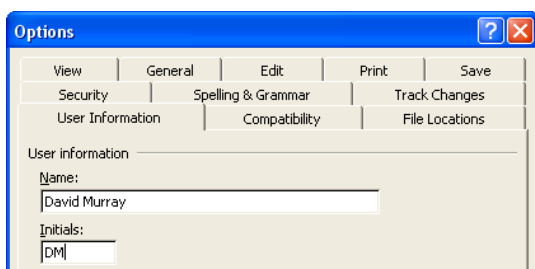 Options
View General Edit Print Save
Security Spelling & Grammar Track Changes
User Information Compatibility File Locations
User information
Name:
David Murray
Initials:
DM